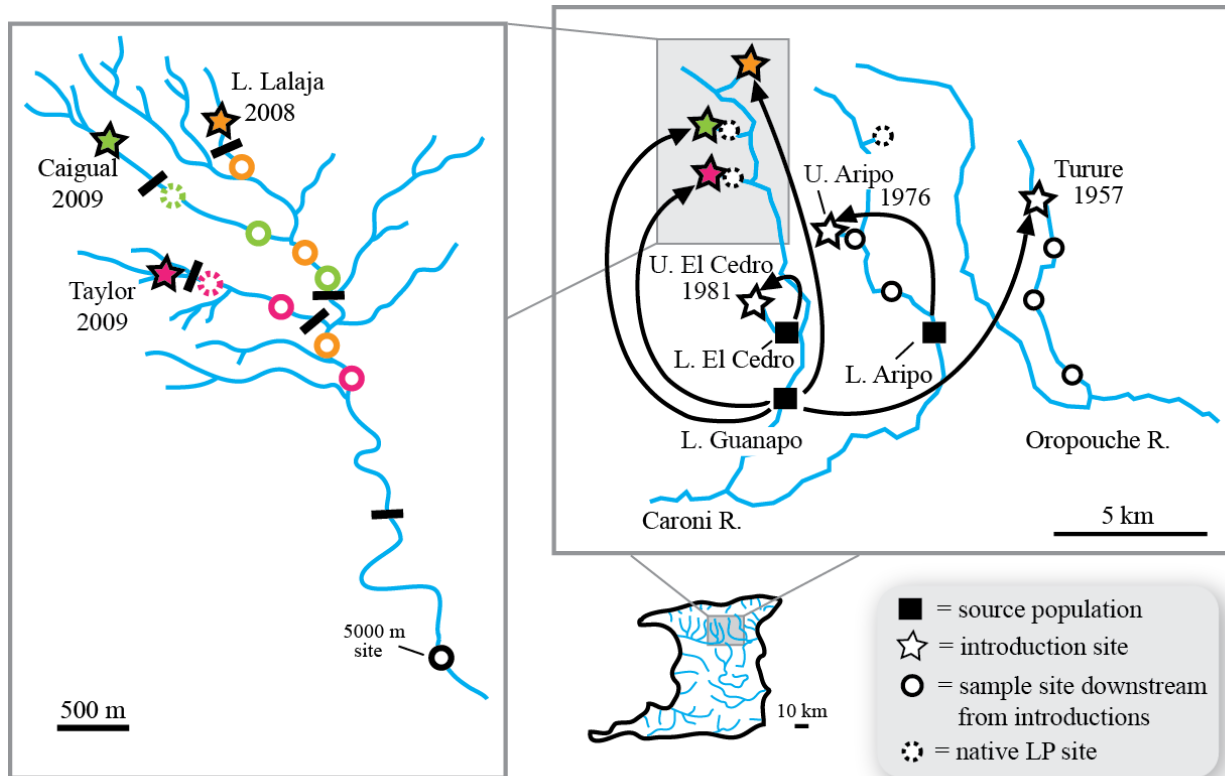 L. Lalaja
2008
Caigual
2009
Taylor
2009
5000 m
site
500 m
U. Aripo
1976
Turure
1957
U. El Cedro
1981
L. El Cedro
L. Aripo
L. Guanapo
Oropouche R.
Caroni R.
5 km
10 km
= source population
= introduction site
= sample site downstream
from introductions
= native LP site